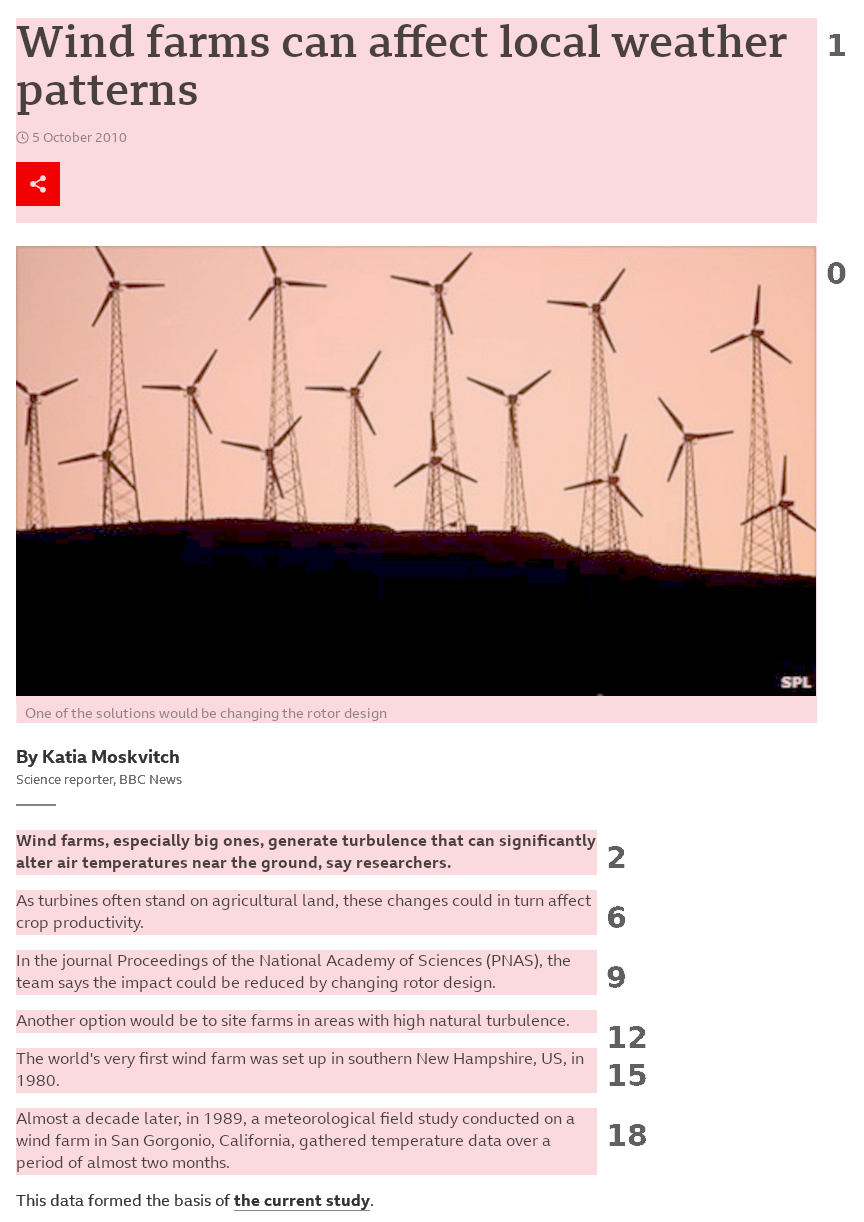 Wind farms can affect local weather
patterns
1
5 October 2010
0
SPL
One of the solutions would be changing the rotor design
By Katia Moskvitch
Science reporter, BBC News
Wind farms, especially big ones, generate turbulence that can significantly
alter air temperatures near the ground, say researchers.
2
As turbines often stand on agricultural land, these changes could in turn affect
crop productivity.
6
In the journal Proceedings of the National Academy of Sciences (PNAS), the
team says the impact could be reduced by changing rotor design.
9
Another option would be to site farms in areas with high natural turbulence.
12
The world's very first wind farm was set up in southern New Hampshire, US, in
1980.
15
Almost a decade later, in 1989, a meteorological field study conducted on a
wind farm in San Gorgonio, California, gathered temperature data over a
period of almost two months.
18
This data formed the basis of the current study.